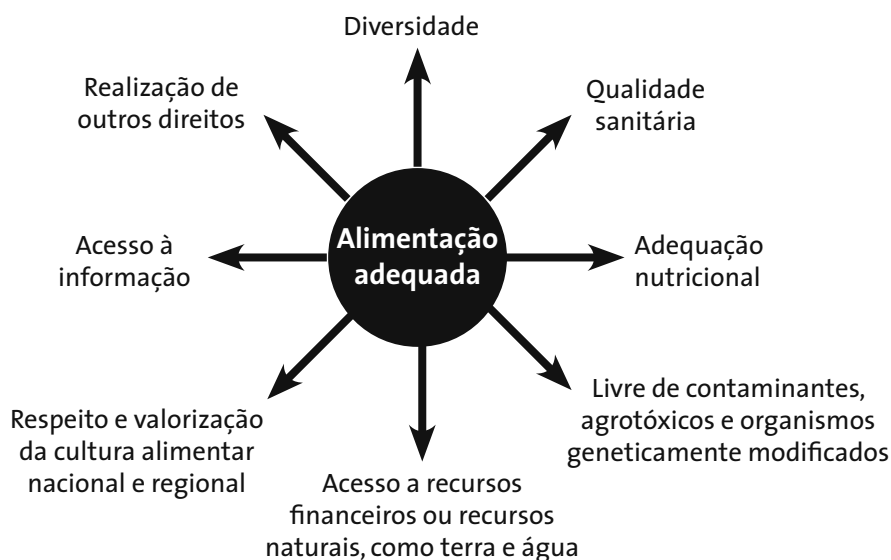 Diversidade
Realização de
outros direitos
Qualidade
sanitária
Acesso à
informação
Alimentação
adequada
Adequação
nutricional
Respeito e valorização
da cultura alimentar
nacional e regional
Acesso a recursos
financeiros ou recursos
naturais, como terra e água
Livre de contaminantes,
agrotóxicos e organismos
geneticamente modificados